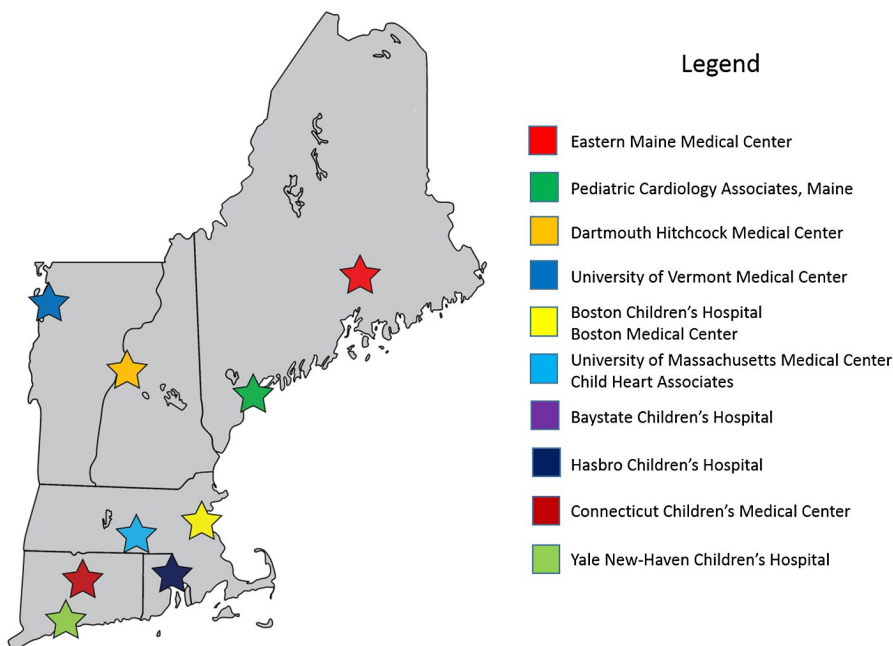 Legend
Eastern Maine Medical Center
Pediatric Cardiology Associates, Maine
Dartmouth Hitchcock Medical Center
University of Vermont Medical Center
Boston Children’s Hospital
Boston Medical Center
University of Massachusetts Medical Center
Child Heart Associates
Baystate Children’s Hospital
Hasbro Children’s Hospital
Connecticut Children’s Medical Center
Yale New-Haven Children’s Hospital